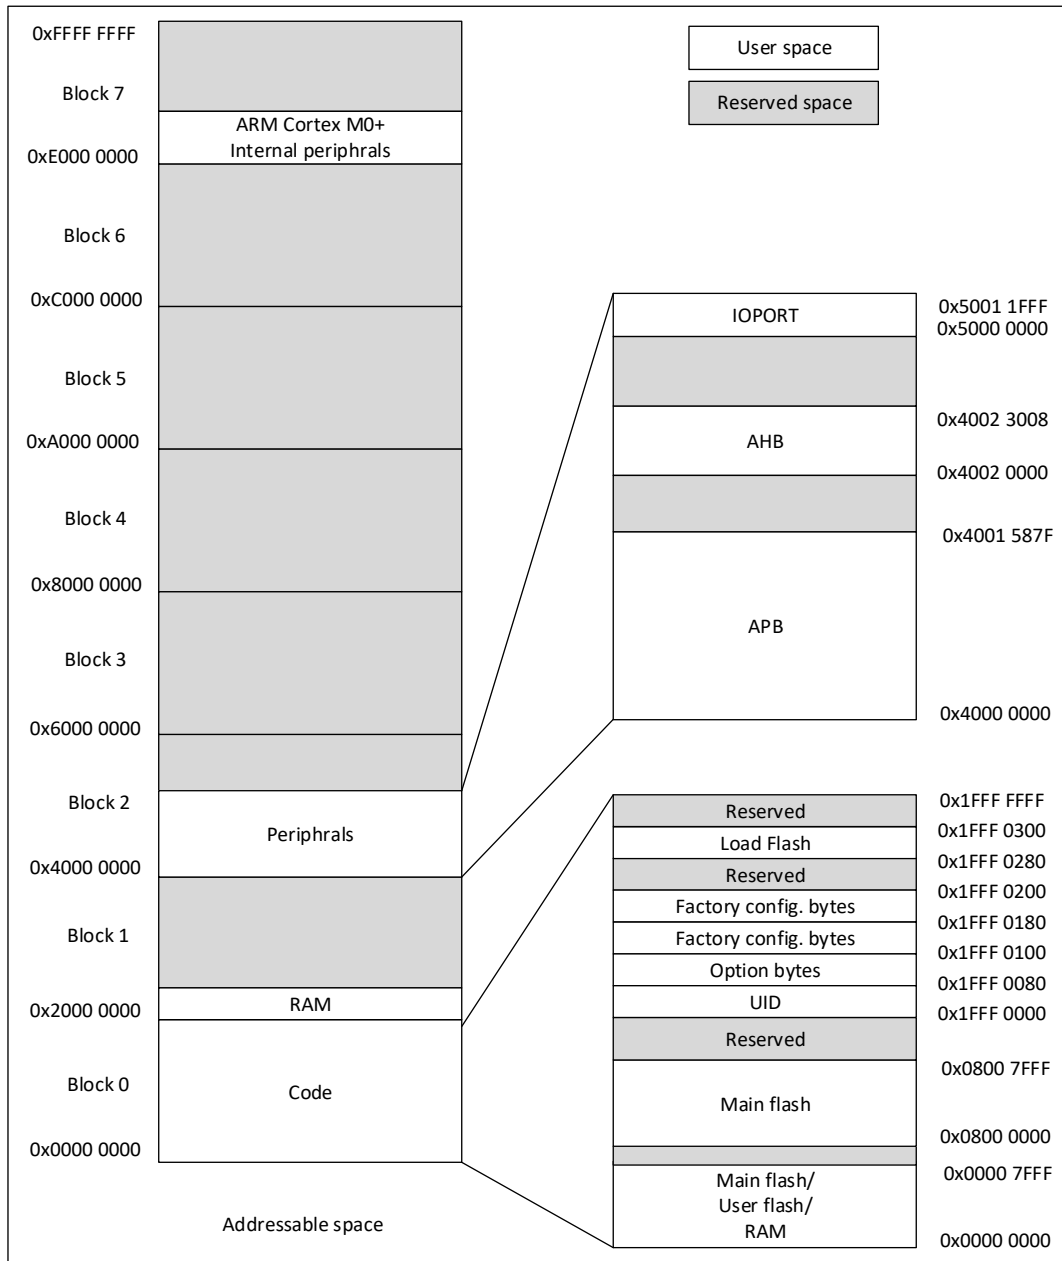 0xFFFF FFFF
Block 7
ARM Cortex M0+
Internal periphrals
0xE000 0000
Block 6
0xC000 0000
Block 5
0xA000 0000
Block 4
0x8000 0000
Block 3
0x6000 0000
Block 2
Periphrals
0x4000 0000
Block 1
RAM
0x2000 0000
Block 0
Code
0x0000 0000
Addressable space
User space
Reserved space
IOPORT
0x5001 1FFF
0x5000 0000
AHB
0x4002 3008
0x4002 0000
0x4001 587F
APB
0x4000 0000
Reserved
0x1FFF FFFF
0x1FFF 0300
Load Flash
0x1FFF 0280
Reserved
0x1FFF 0200
Factory config. bytes
0x1FFF 0180
Factory config. bytes
0x1FFF 0100
Option bytes
0x1FFF 0080
UID
0x1FFF 0000
Reserved
0x0800 7FFF
Main flash
0x0800 0000
0x0000 7FFF
Main flash/
User flash/
RAM
0x0000 0000